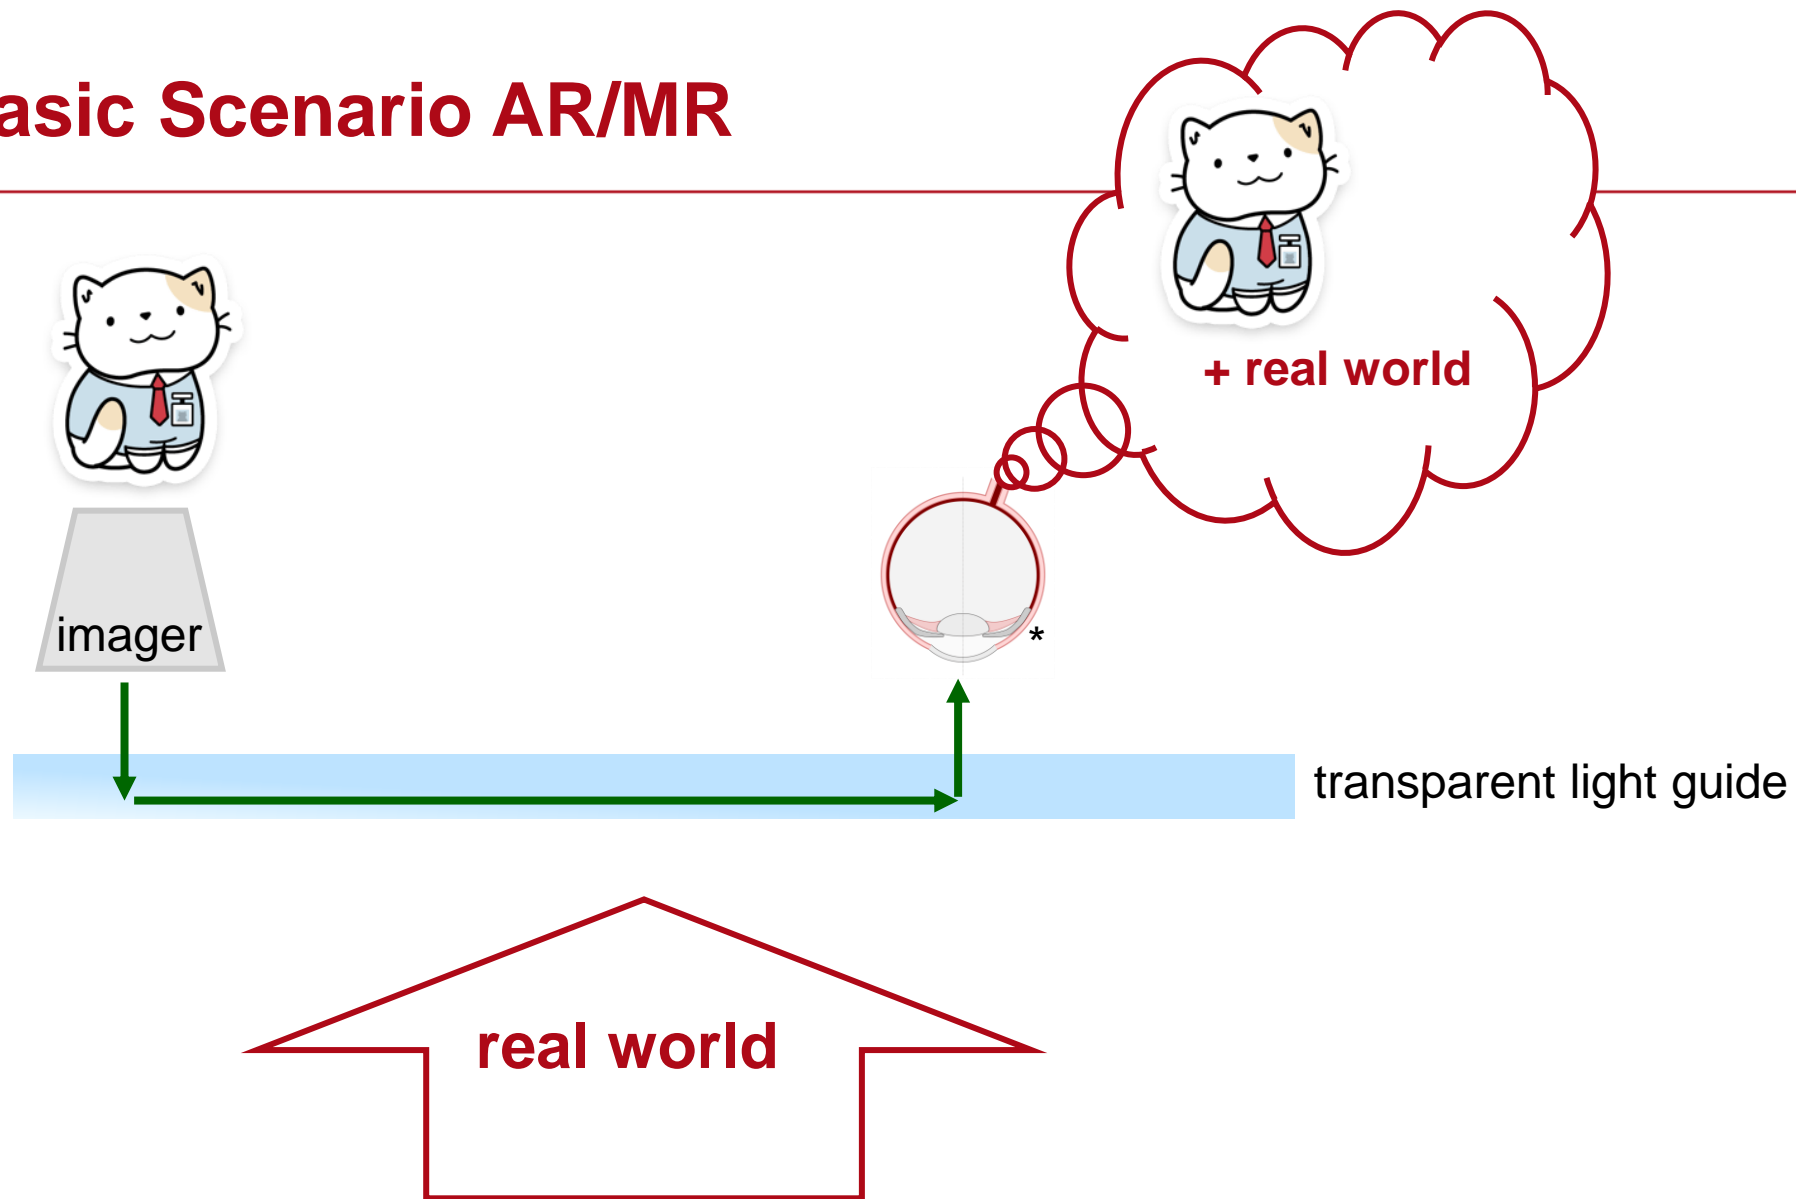 asic Scenario AR/MR
+ real world
imager
*
transparent light guide
real world